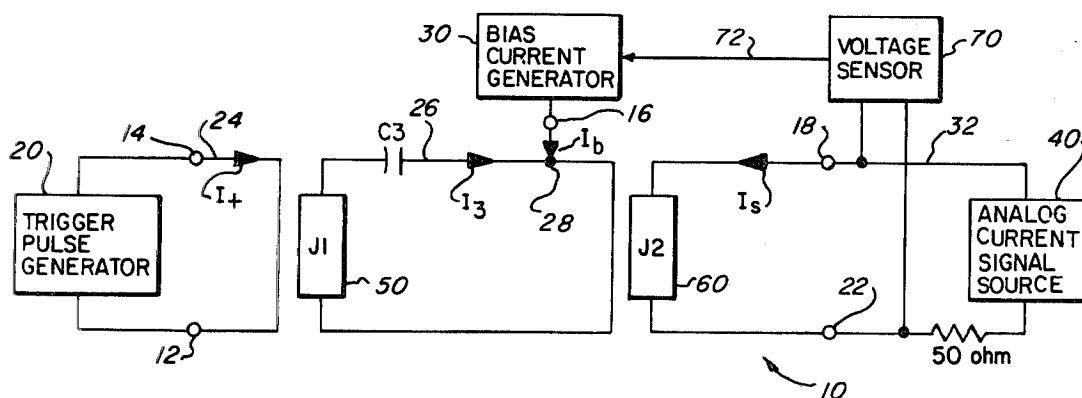 30
BIAS
CURRENT
GENERATOR
72
VOLTAGE
SENSOR
70
20
14
24
I+
TRIGGER
PULSE
GENERATOR
12
C3
26
I3
16
Ib
28
J1
50
18
32
Is
J2
60
22
40
ANALOG
CURRENT
SIGNAL
SOURCE
50 ohm
10